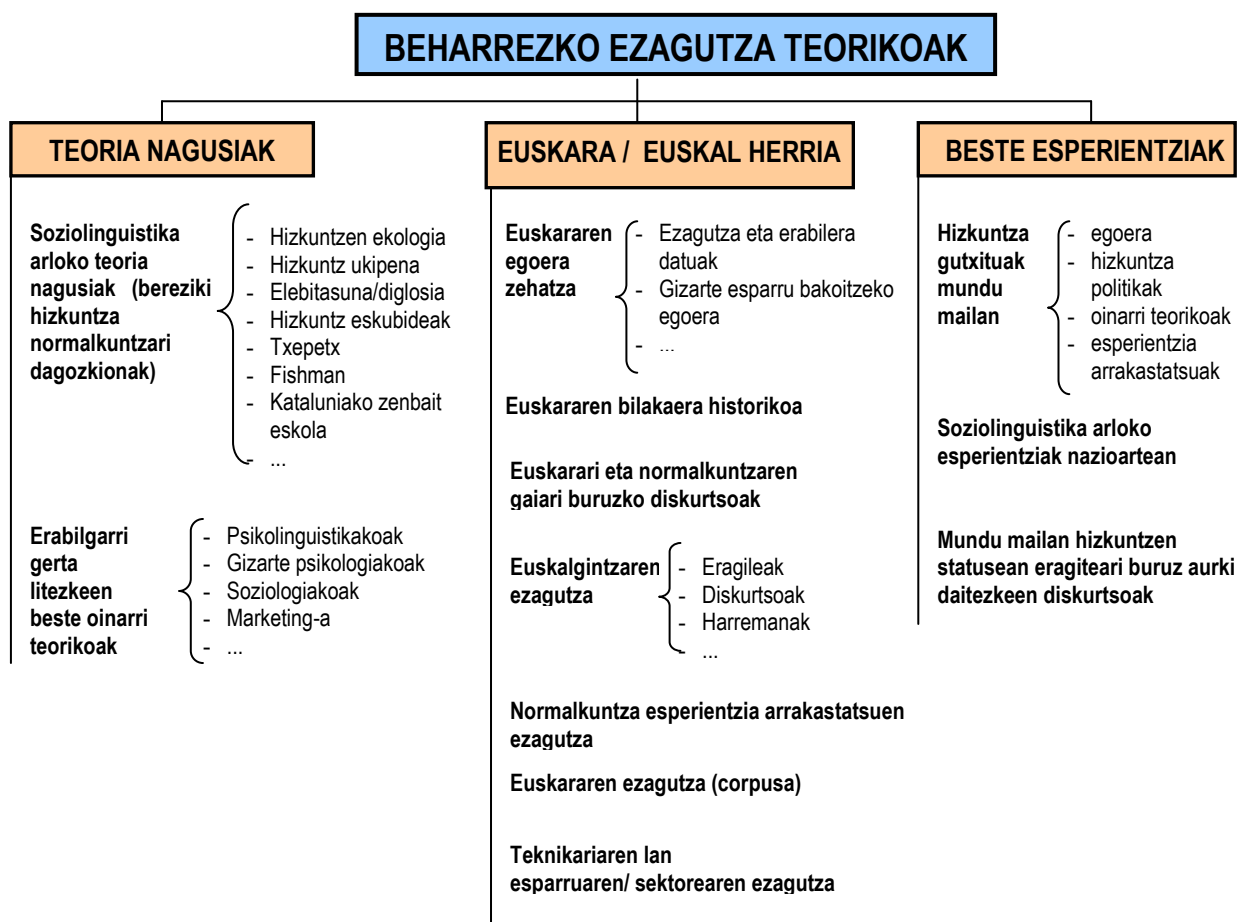 BEHARREZKO EZAGUTZA TEORIKOAK
TEORIA NAGUSIAK
Soziolinguistika
arloko teoria
nagusiak (bereziki
hizkuntza
normalkuntzari
dagozkionak)
- Hizkuntzen ekologia
- Hizkuntz ukipena
- Elebitasuna/diglosia
- Hizkuntz eskubideak
- Txepetx
- Fishman
- Kataluniako zenbait
eskola
- ...
Erabilgarri
gerta
litezkeen
beste oinarri
teorikoak
- Psikolinguistikakoak
- Gizarte psikologiakoak
- Soziologiakoak
- Marketing-a
- ...
EUSKARA / EUSKAL HERRIA
Euskararen
egoera
zehatza
- Ezagutza eta erabilera
datuak
- Gizarte esparru bakoitzeko
egoera
- ...
Euskararen bilakaera historikoa
Euskarari eta normalkuntzaren
gaiari buruzko diskurtsoak
Euskalgintzaren
ezagutza
- Eragileak
- Diskurtsoak
- Harremanak
- ...
Normalkuntza esperientzia arrakastatsuen
ezagutza
Euskararen ezagutza (corpusa)
Teknikariaren lan
esparruaren/ sektorearen ezagutza
BESTE ESPERIENTZIAK
Hizkuntza
gutxituak
mundu
mailan
- egoera
- hizkuntza
politikak
- oinarri teorikoak
- esperientzia
arrakastatsuak
Soziolinguistika arloko
esperientziak nazioartean
Mundu mailan hizkuntzen
statusean eragiteari buruz aurki
daitezkeen diskurtsoak